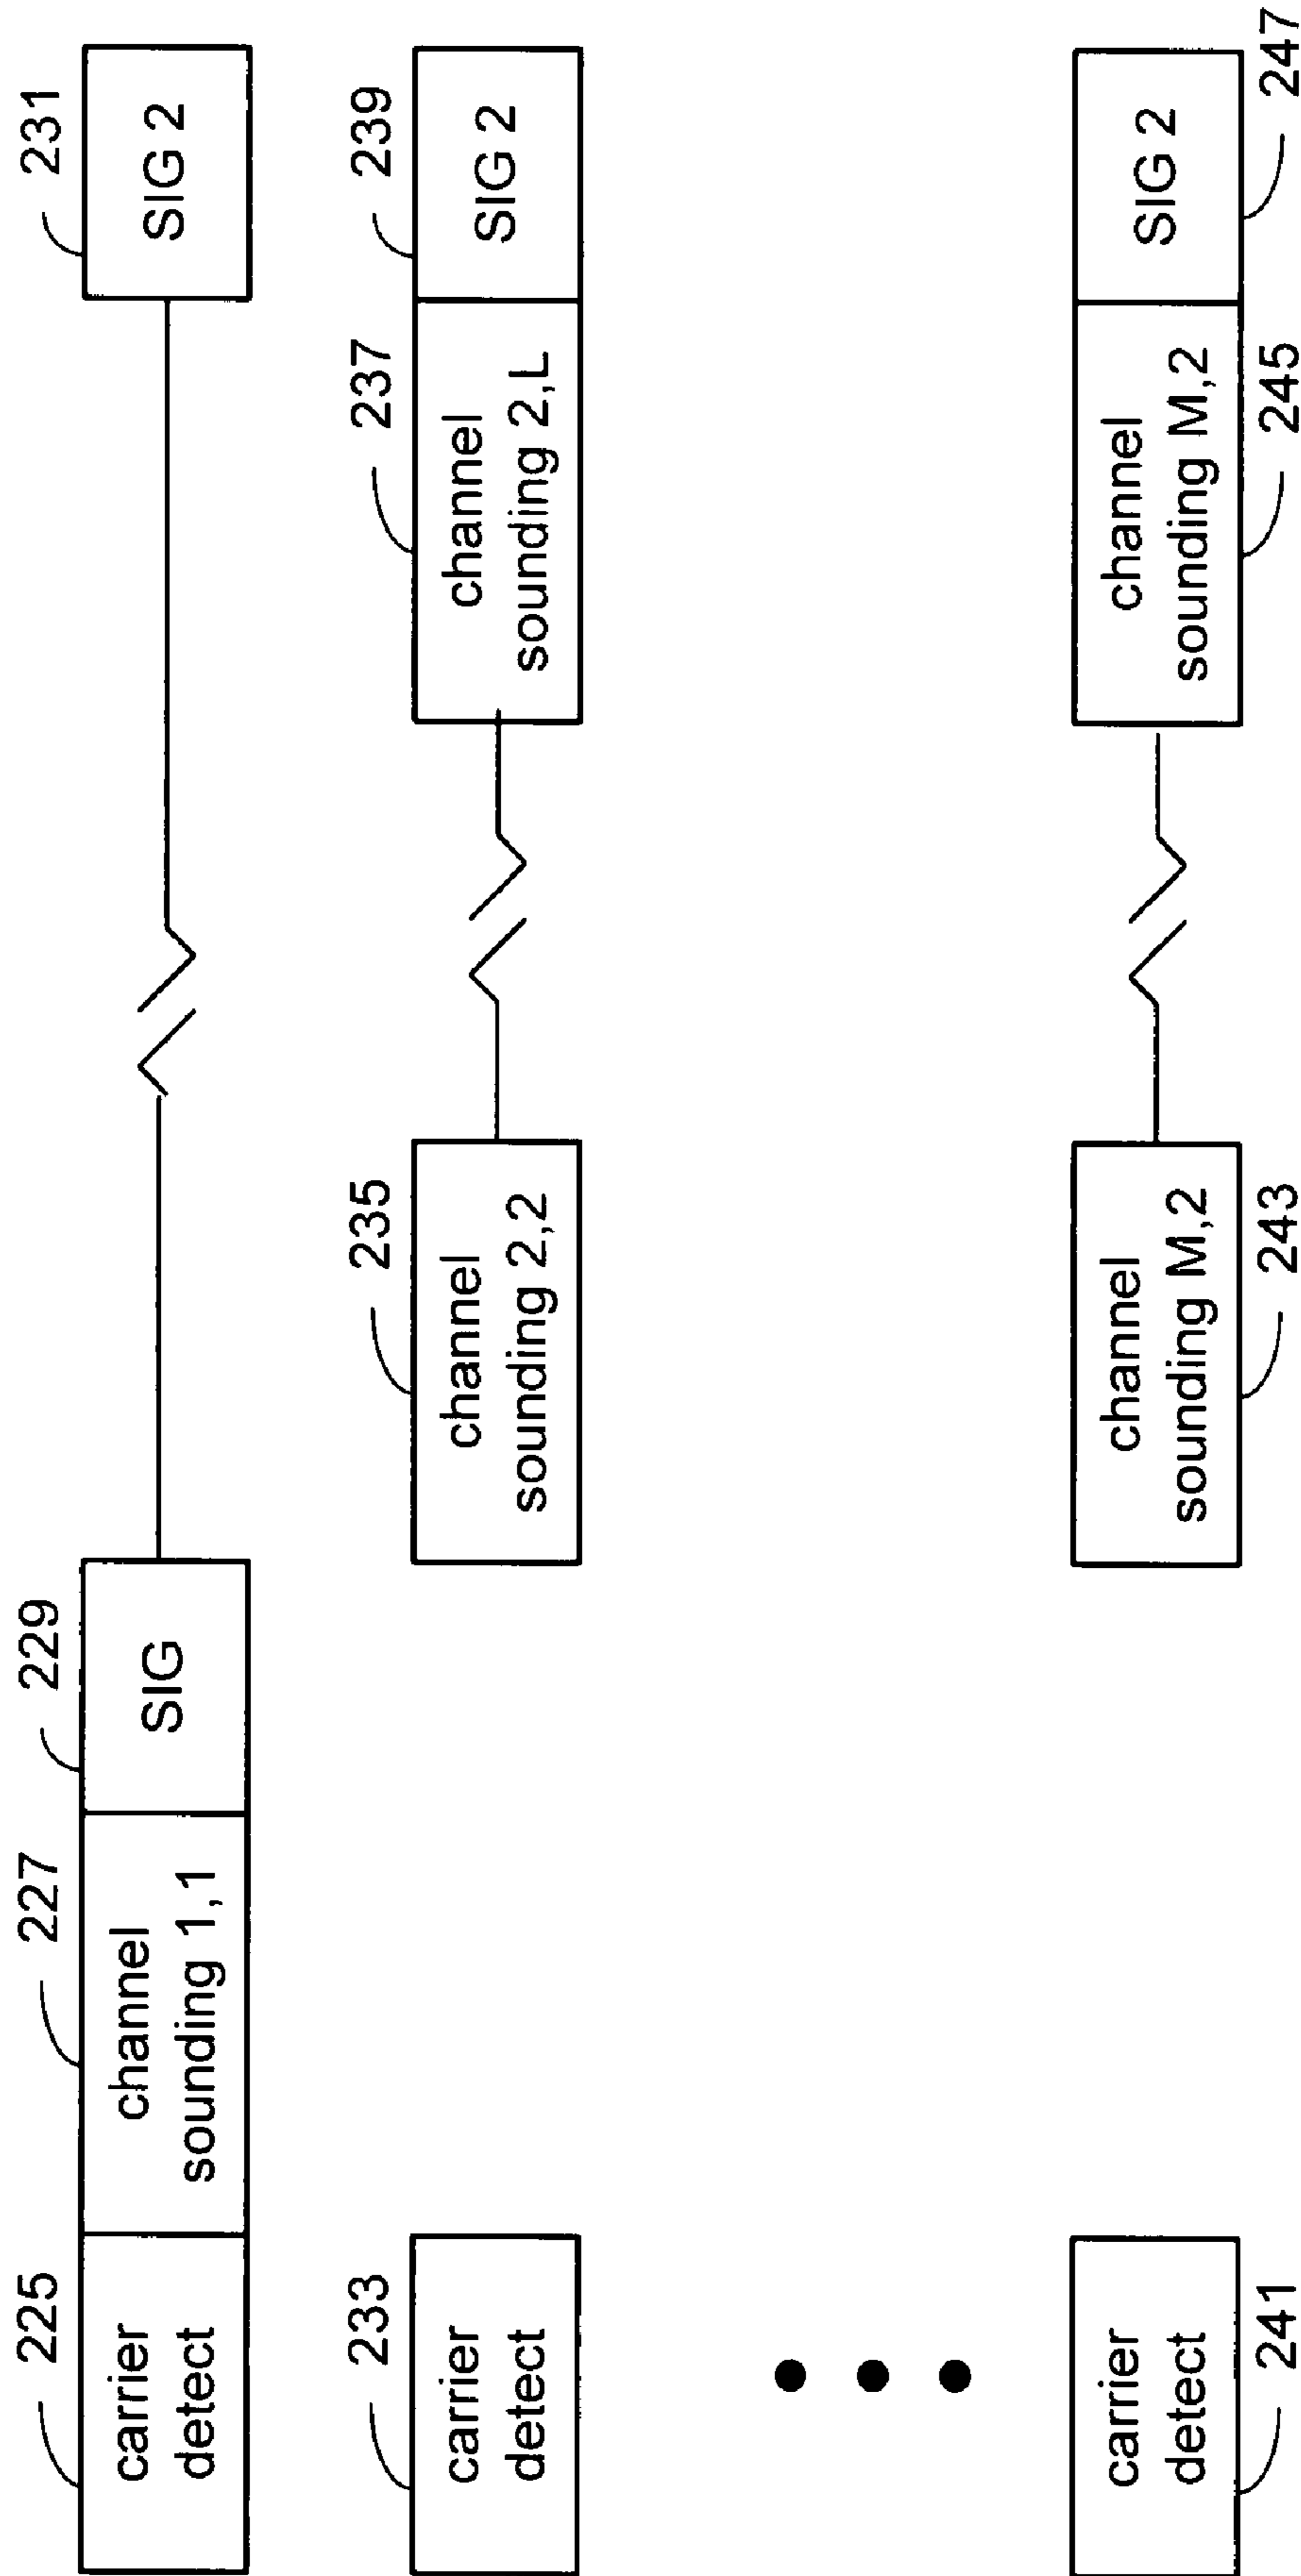 225
227
229
231
carrier
detect
channel
sounding 1,1
SIG
SIG 2
233
235
237
239
carrier
detect
channel
sounding 2,2
channel
sounding 2,L
SIG 2
carrier
detect
channel
sounding M,2
channel
sounding M,2
SIG 2
241
243
245
247